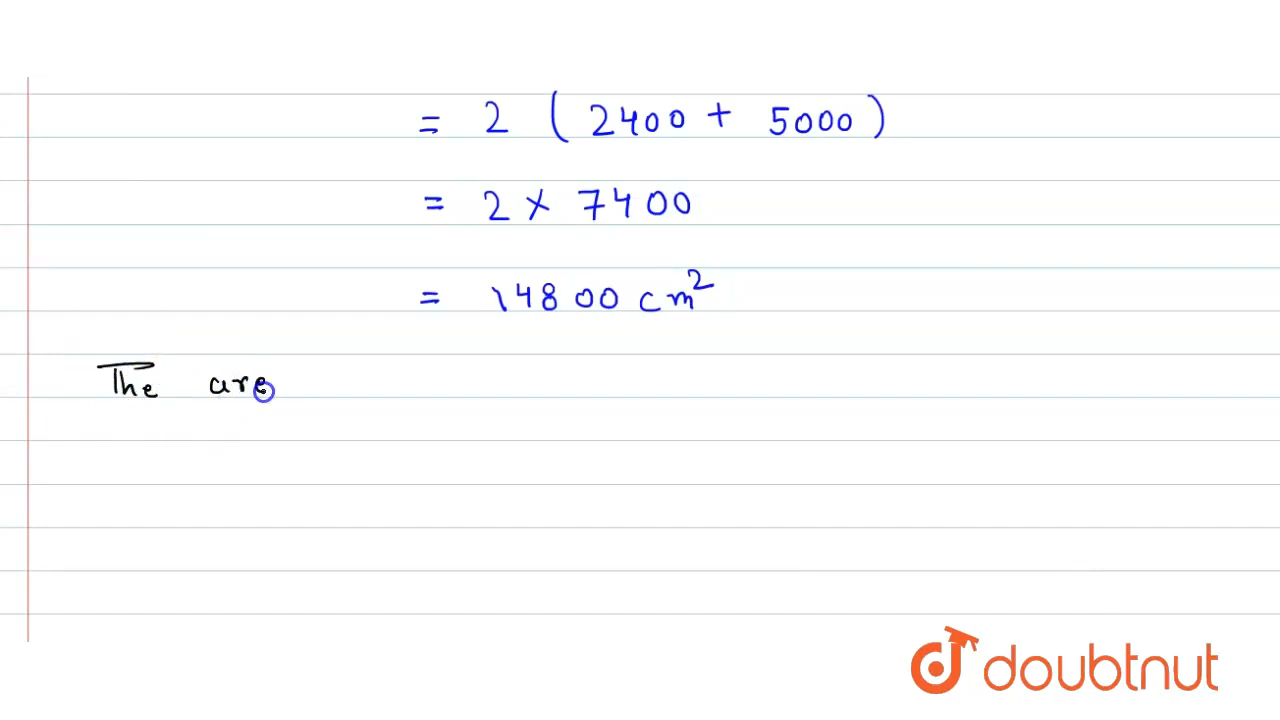 = 2 ( 2400 + 5000 )
= 2 × 7400
= 14800 cm²
The are
doubtnut